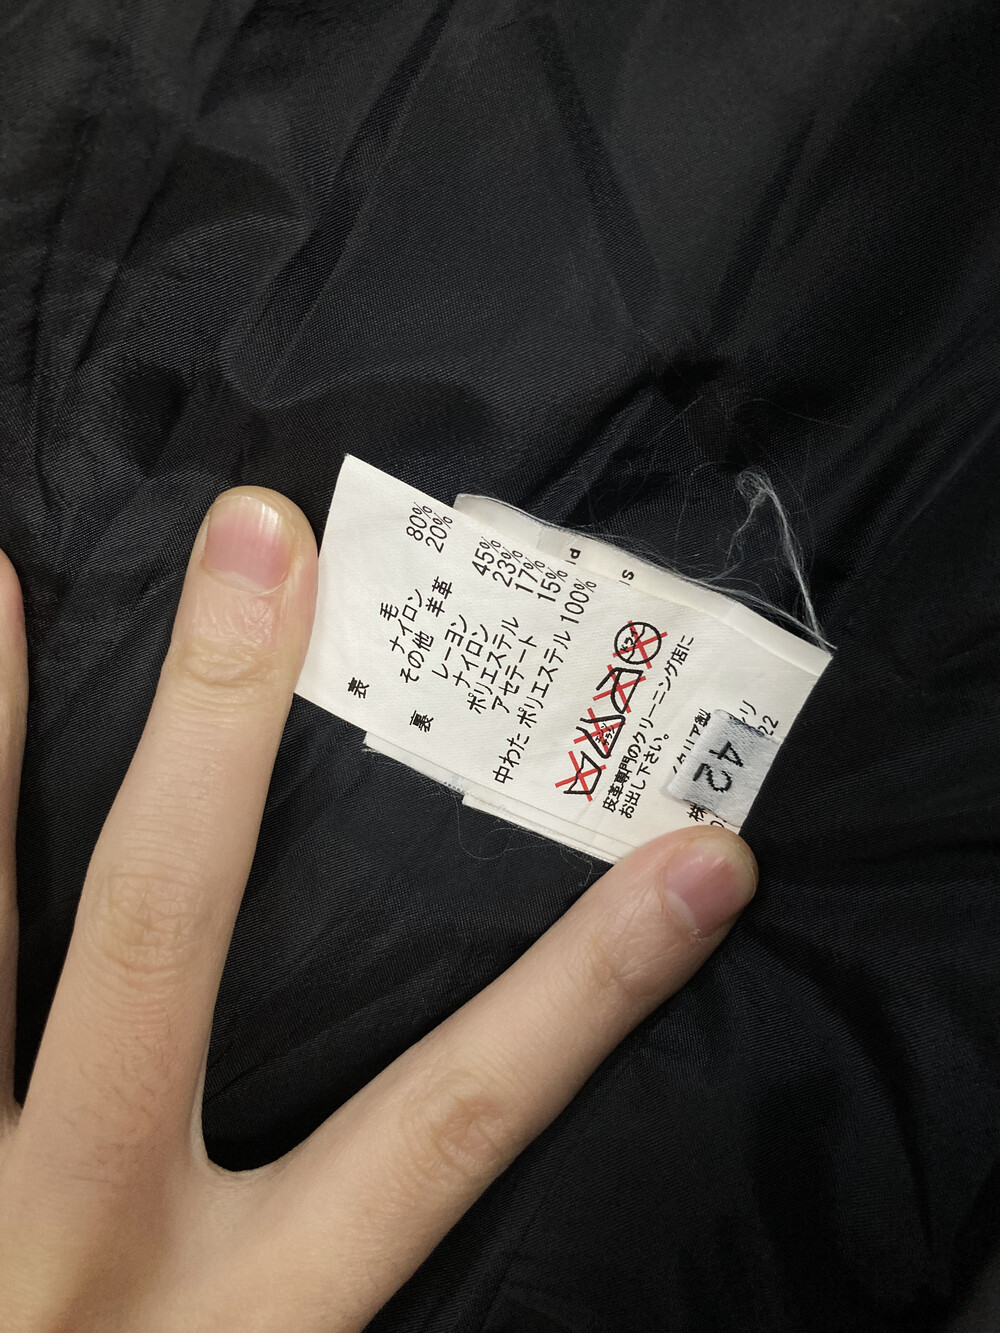 表 毛 80%
ナイロン 20%
その他 羊革
裏 レーヨン 45%
ナイロン 23%
ポリエステル 17%
アセテート 15%
中わた ポリエステル 100%
皮革専門のクリーニング店に
お出し下さい。
42
d
s